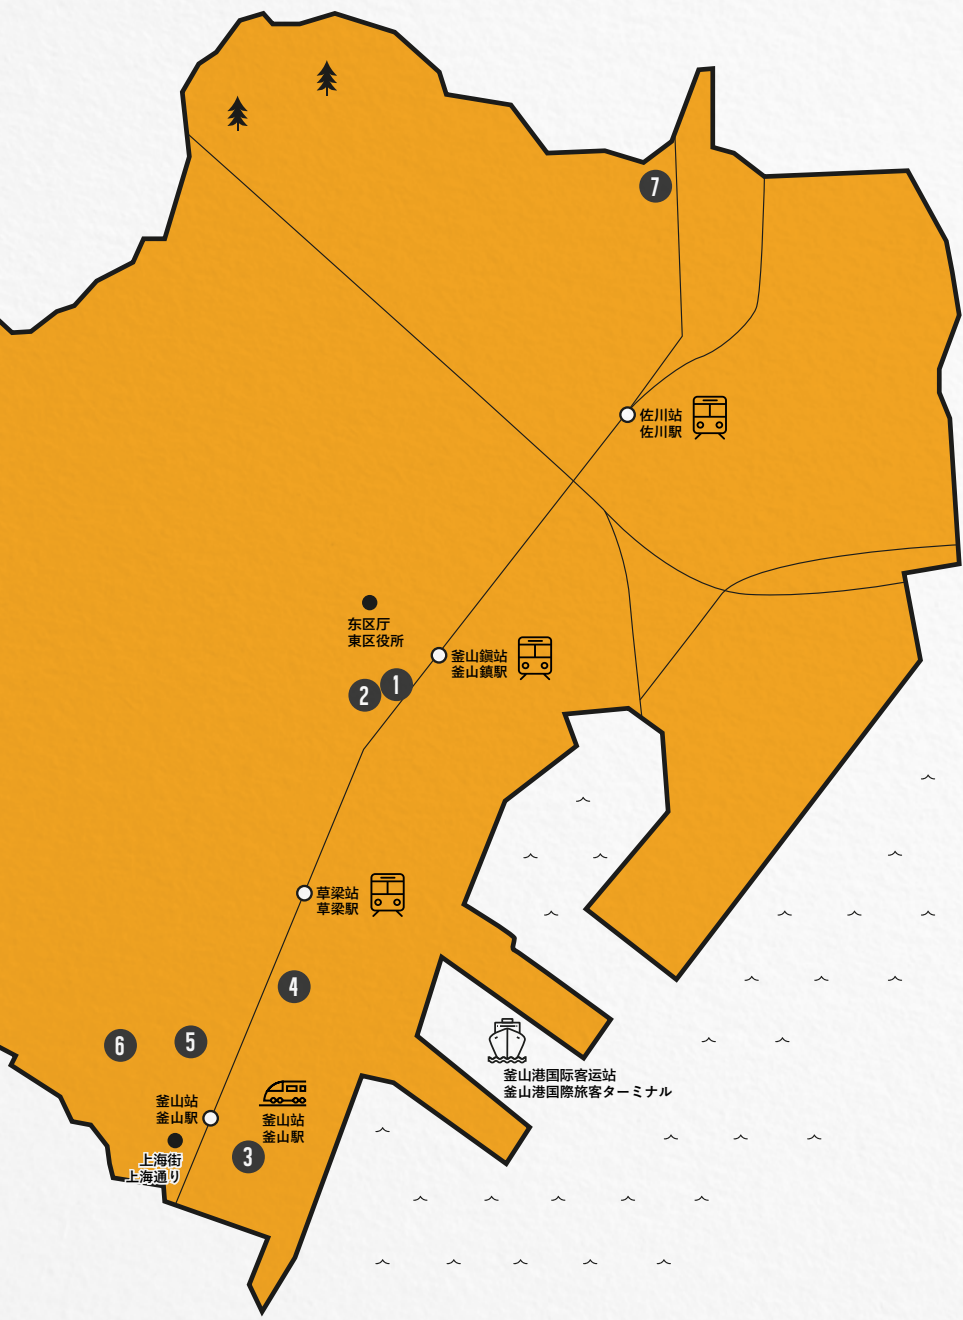 7
佐川站
佐川駅
东区厅
東区役所
釜山鎭站
釜山鎮駅
2
1
草梁站
草梁駅
4
6
5
釜山港国际客运站
釜山港国際旅客ターミナル
釜山站
釜山駅
釜山站
釜山駅
3
上海街
上海通り